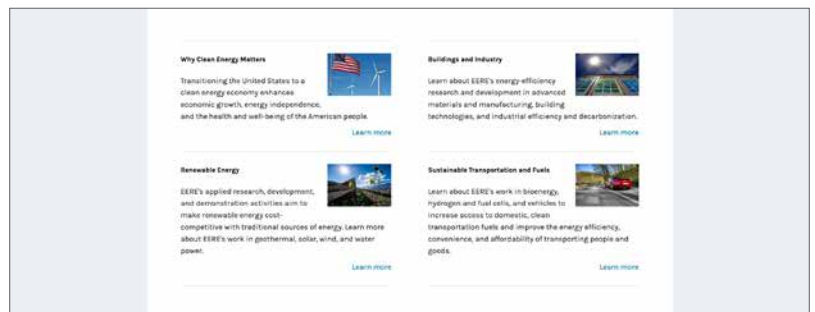 Why Clean Energy Matters
Transitioning the United States to a
clean energy economy enhances
economic growth, energy independence,
and the health and well-being of the American people.
Learn more
Buildings and Industry
Learn about EERE's energy-efficiency
research and development in advanced
materials and manufacturing, building
technologies, and industrial efficiency and decarbonization.
Learn more
Renewable Energy
EERE's applied research, development,
and demonstration activities aim to
make renewable energy cost-
competitive with traditional sources of energy. Learn more
about EERE's work in geothermal, solar, wind, and water
power.
Learn more
Sustainable Transportation and Fuels
Learn about EERE's work in bioenergy,
hydrogen and fuel cells, and vehicles to
increase access to domestic, clean
transportation fuels and improve the energy efficiency,
convenience, and affordability of transporting people and
goods.
Learn more